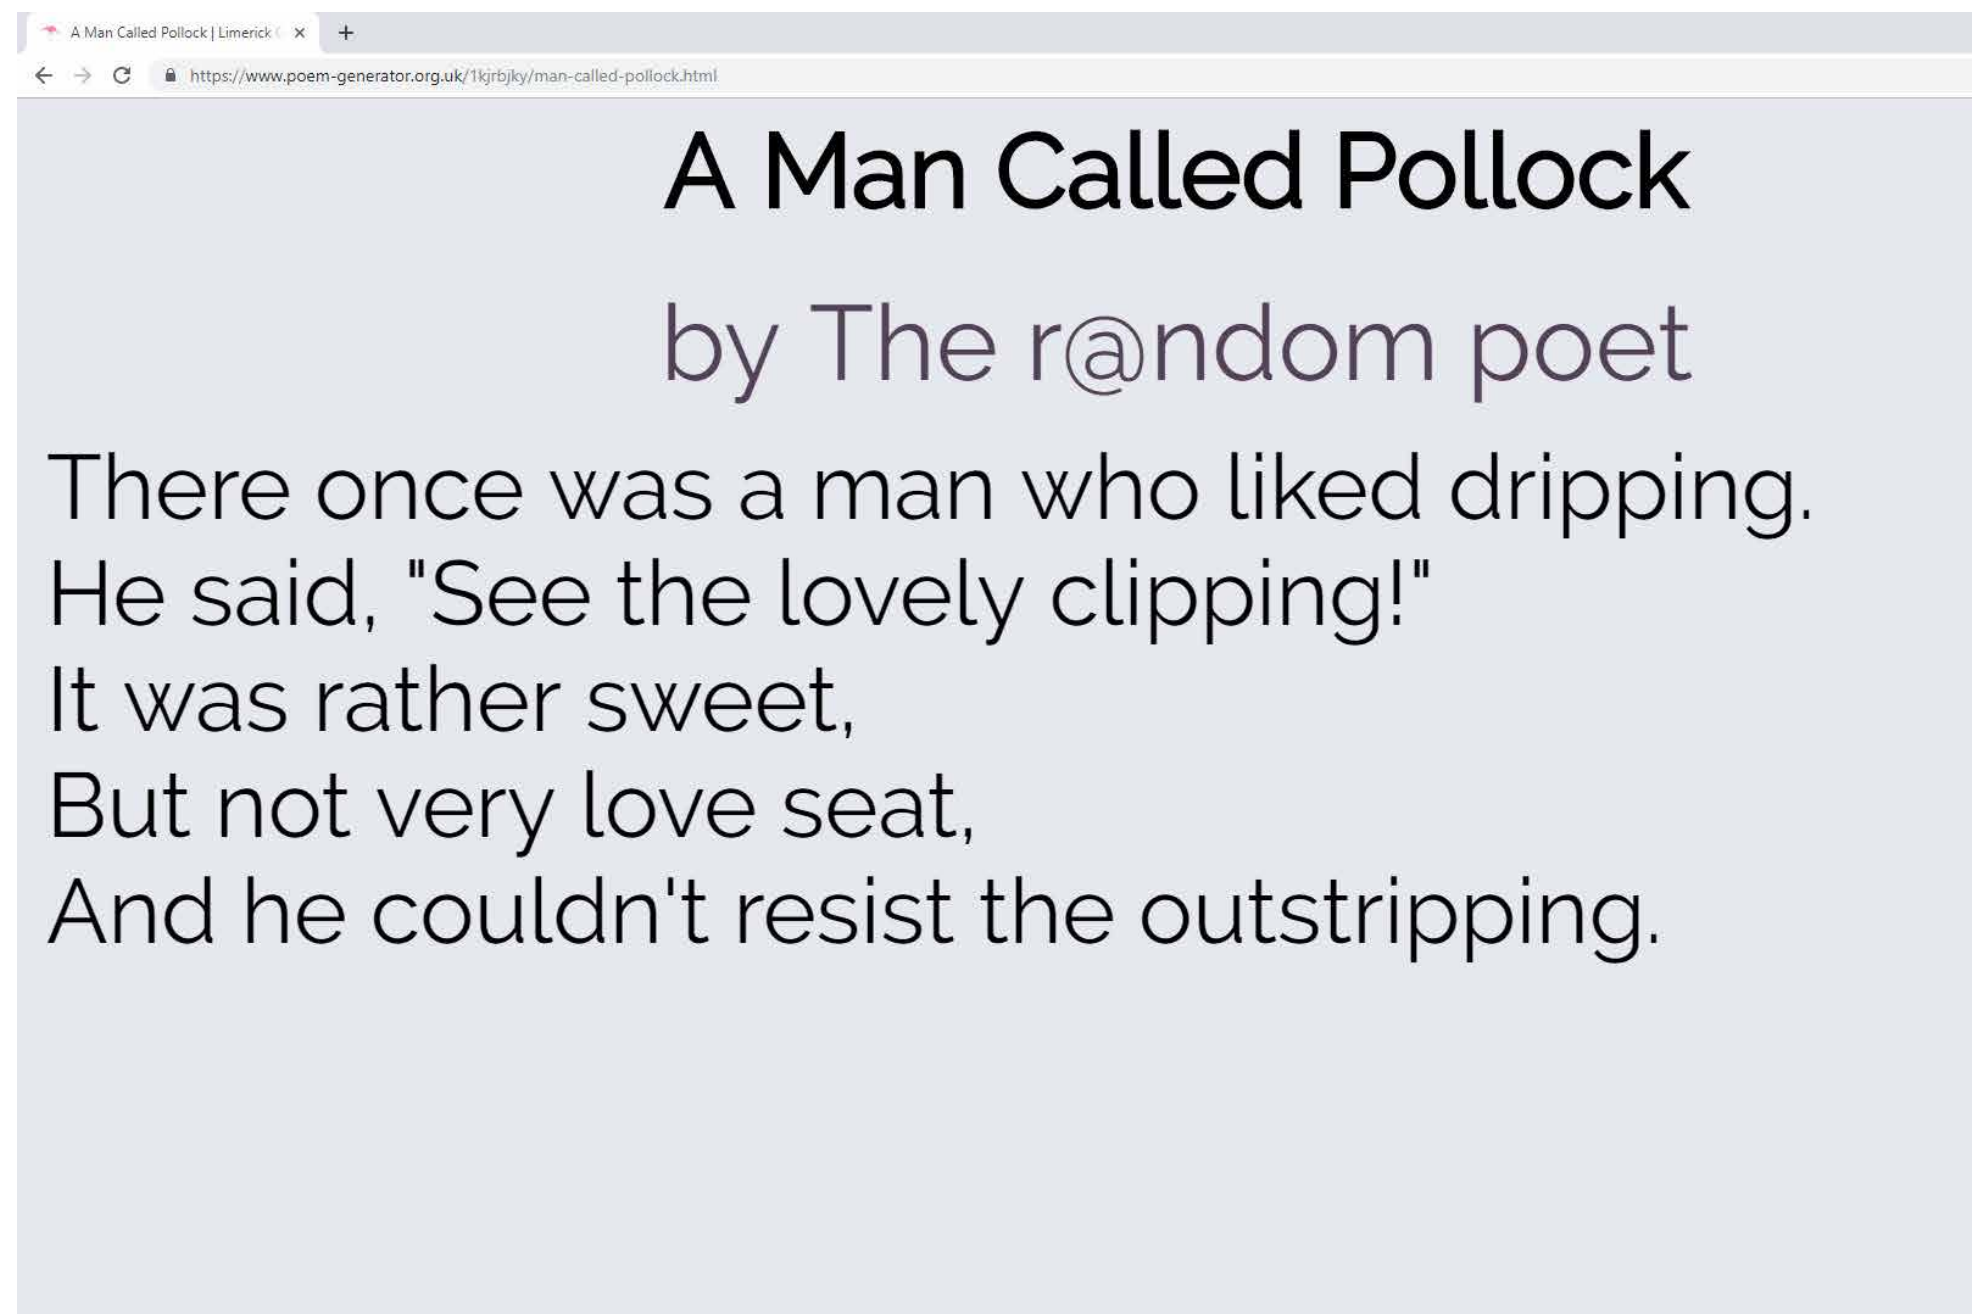 A Man Called Pollock | Limerick
https://www.poem-generator.org.uk/1kjrbjky/man-called-pollock.html
A Man Called Pollock
by The r@ndom poet
There once was a man who liked dripping.
He said, "See the lovely clipping!"
It was rather sweet,
But not very love seat,
And he couldn't resist the outstripping.